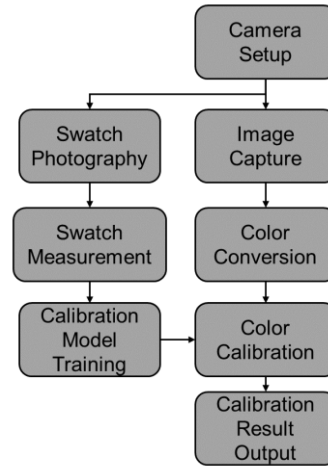 Camera
Setup
Swatch
Photography
Image
Capture
Swatch
Measurement
Color
Conversion
Calibration
Model
Training
Color
Calibration
Calibration
Result
Output